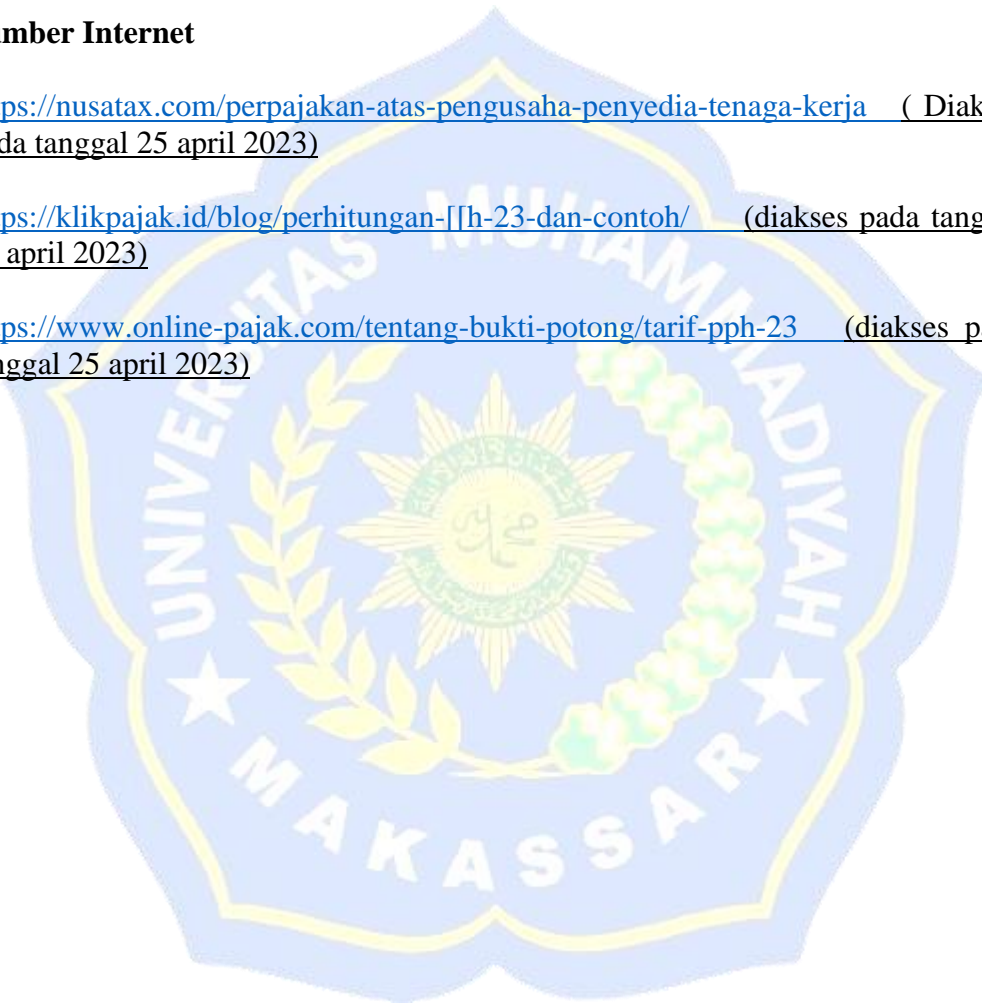 umber Internet
ps://nusatax.com/perpajakan-atas-pengusaha-penyedia-tenaga-kerja ( Diak
da tanggal 25 april 2023)
ps://klikpajak.id/blog/perhitungan-[[h-23-dan-contoh/ (diakses pada tang
april 2023)
ps://www.online-pajak.com/tentang-bukti-potong/tarif-pph-23 (diakses p
nggal 25 april 2023)
UNIVERSITAS MUHAMMADIYAH
MAKASSAR